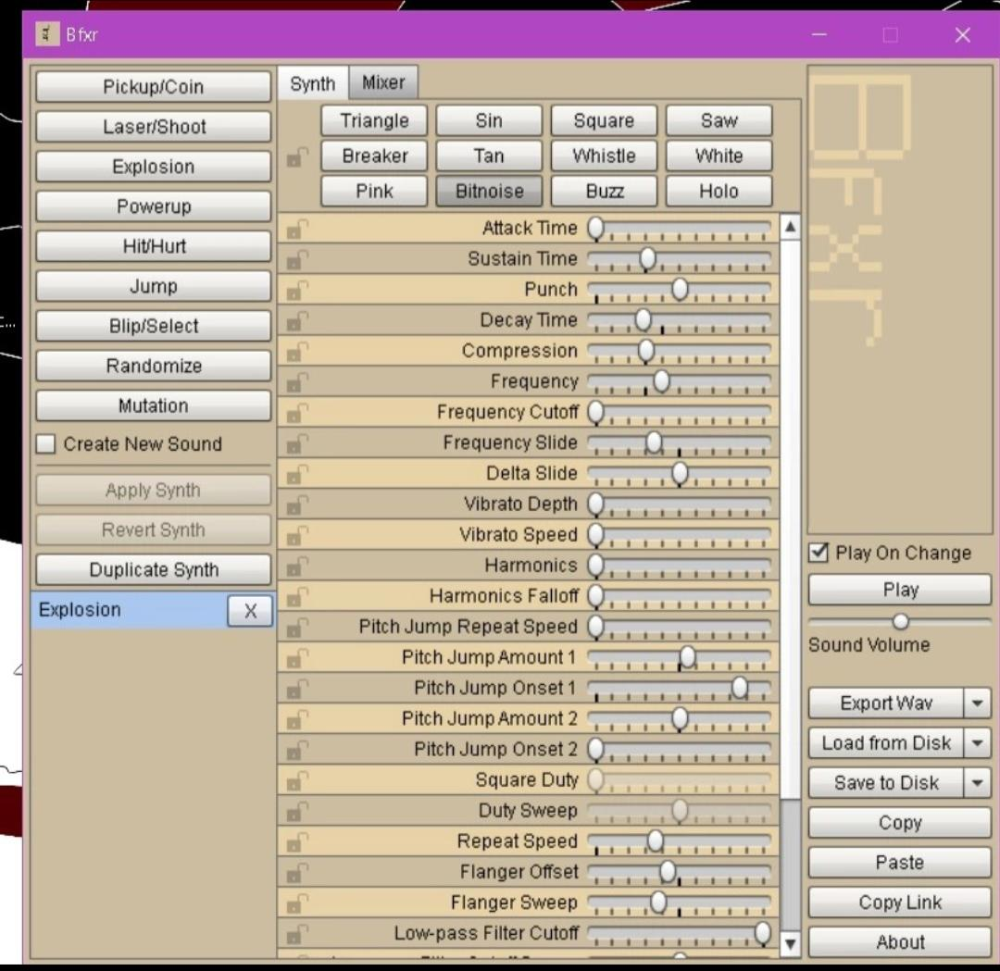 Bfxr
Pickup/Coin
Laser/Shoot
Explosion
Powerup
Hit/Hurt
Jump
Blip/Select
Randomize
Mutation
Create New Sound
Apply Synth
Revert Synth
Duplicate Synth
Explosion X
Synth Mixer
Triangle Sin Square Saw
Breaker Tan Whistle White
Pink Bitnoise Buzz Holo
Attack Time
Sustain Time
Punch
Decay Time
Compression
Frequency
Frequency Cutoff
Frequency Slide
Delta Slide
Vibrato Depth
Vibrato Speed
Harmonics
Harmonics Falloff
Pitch Jump Repeat Speed
Pitch Jump Amount 1
Pitch Jump Onset 1
Pitch Jump Amount 2
Pitch Jump Onset 2
Square Duty
Duty Sweep
Repeat Speed
Flanger Offset
Flanger Sweep
Low-pass Filter Cutoff
Bfxr
Play On Change
Play
Sound Volume
Export Wav
Load from Disk
Save to Disk
Copy
Paste
Copy Link
About